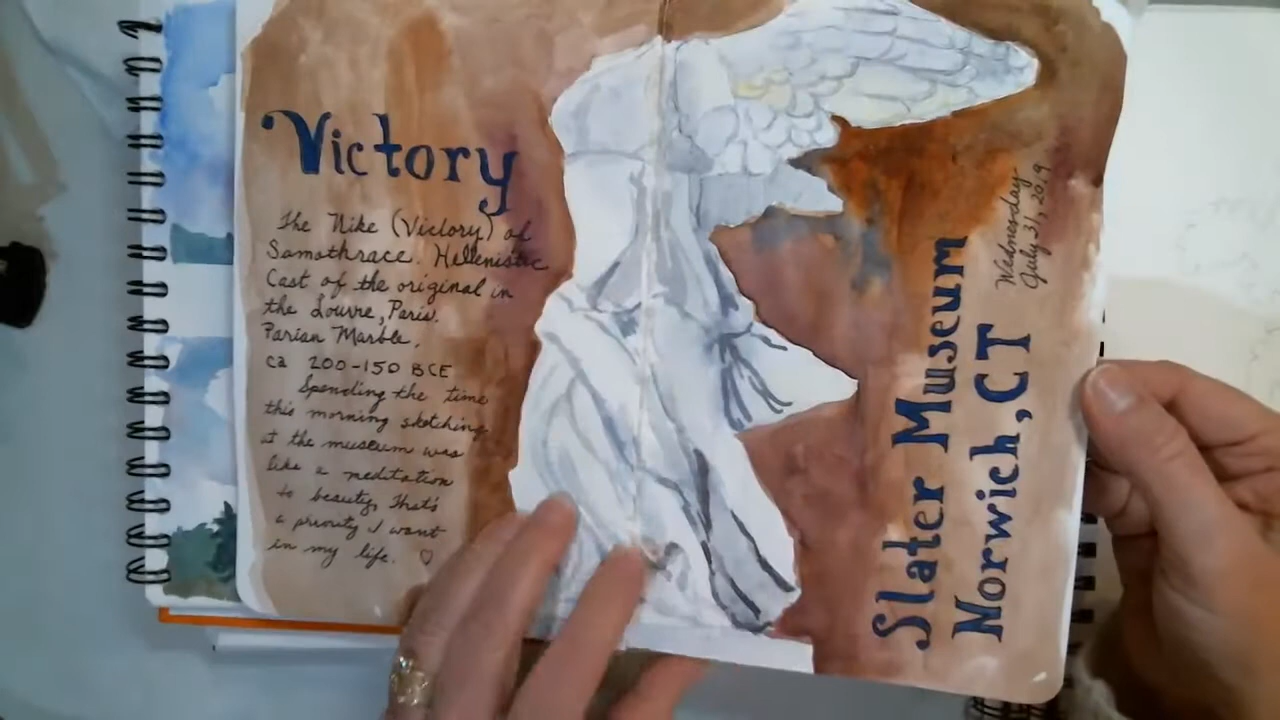 Victory
The Nike (Victory) of
Samothrace. Hellenistic
Cast of the original in
the Louvre, Paris.
Parian Marble.
ca 200-150 BCE
Spending the time
this morning sketching
at the museum was
like a meditation
to beauty. That's
a priority I want
in my life. ♡
Slater Museum
Norwich, CT
Wednesday
July 31, 2019